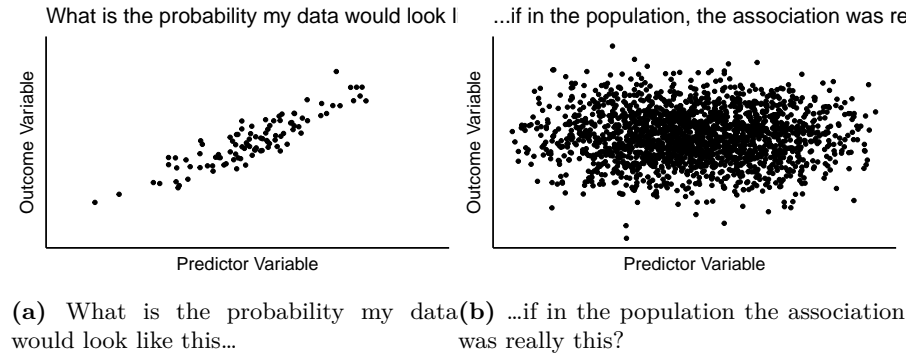 What is the probability my data would look l
...if in the population, the association was re
Outcome Variable
Predictor Variable
Outcome Variable
Predictor Variable
(a) What is the probability my data
would look like this…
(b) …if in the population the association
was really this?